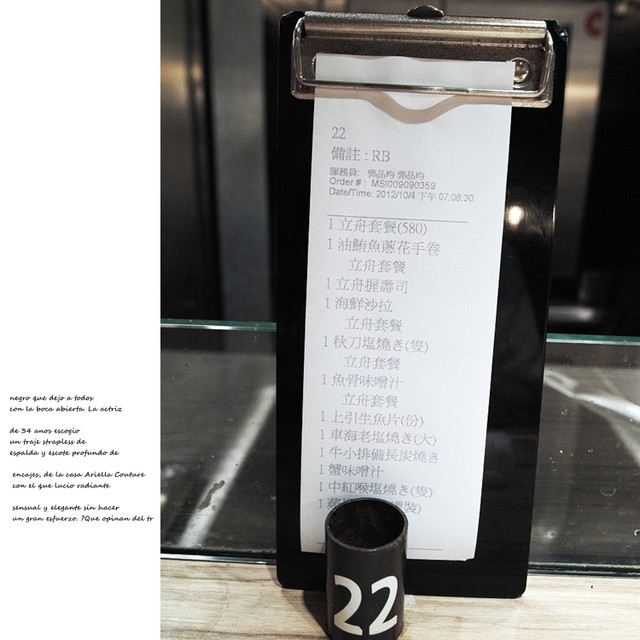 22
備註 : RB
服務員: 郭品均 郭品均
Order # : MSI009090359
Date/Time: 2012/10/4 下午 07:06:30
1 立舟套餐(580)
1 油鮪魚蔥花手卷
立舟套餐
1 立舟握壽司
1 海鮮沙拉
立舟套餐
1 秋刀塩燒き(隻)
立舟套餐
1 魚骨味噌汁
立舟套餐
1 上引生魚片(份)
1 車海老塩燒き(大)
1 牛小排備長炭燒き
1 蟹味噌汁
1 中紅喉塩燒き(隻)
22
negro que dejo a todos
con la boca abierta. La actriz
de 34 anos escogio
un traje strapless de
espalda y escote profundo de
encajes, de la casa Ariella Couture
con el que lucio radiante
sensual y elegante sin hacer
un gran esfuerzo. ?Que opinan del tr